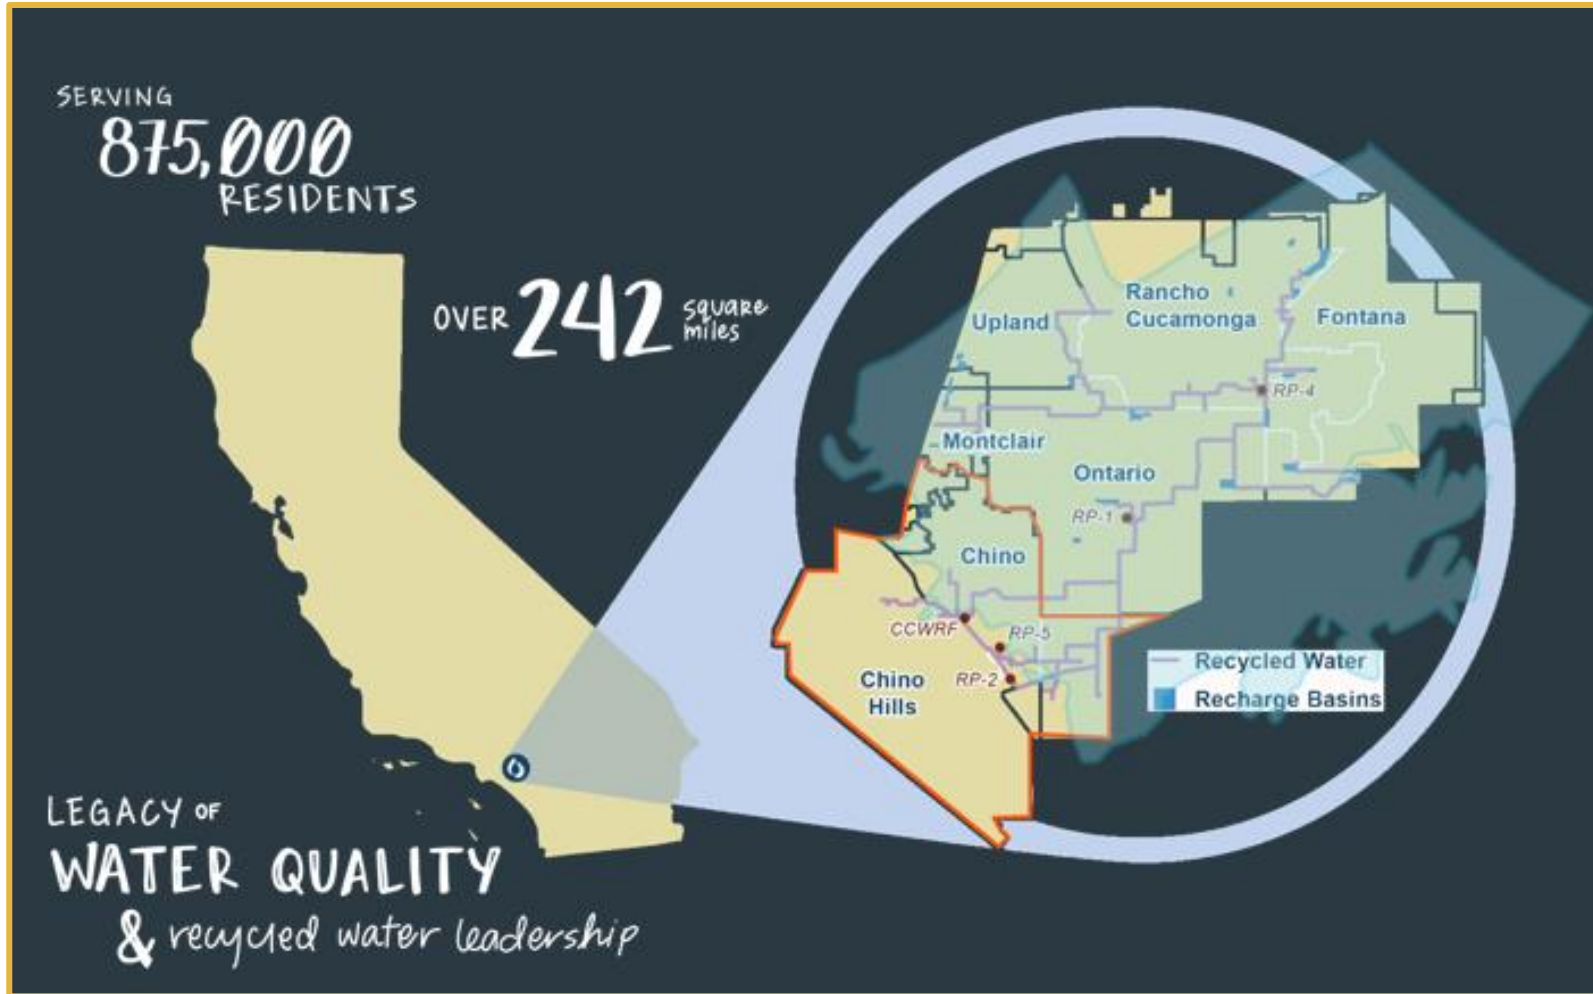 SERVING
875,000
RESIDENTS
OVER 242 square
miles
LEGACY OF
WATER QUALITY
& recycled water leadership
Upland
Rancho
Cucamonga
Fontana
RP-4
Montclair
Ontario
RP-1
Chino
CCWRF
RP-5
RP-2
Chino
Hills
Recycled Water
Recharge Basins